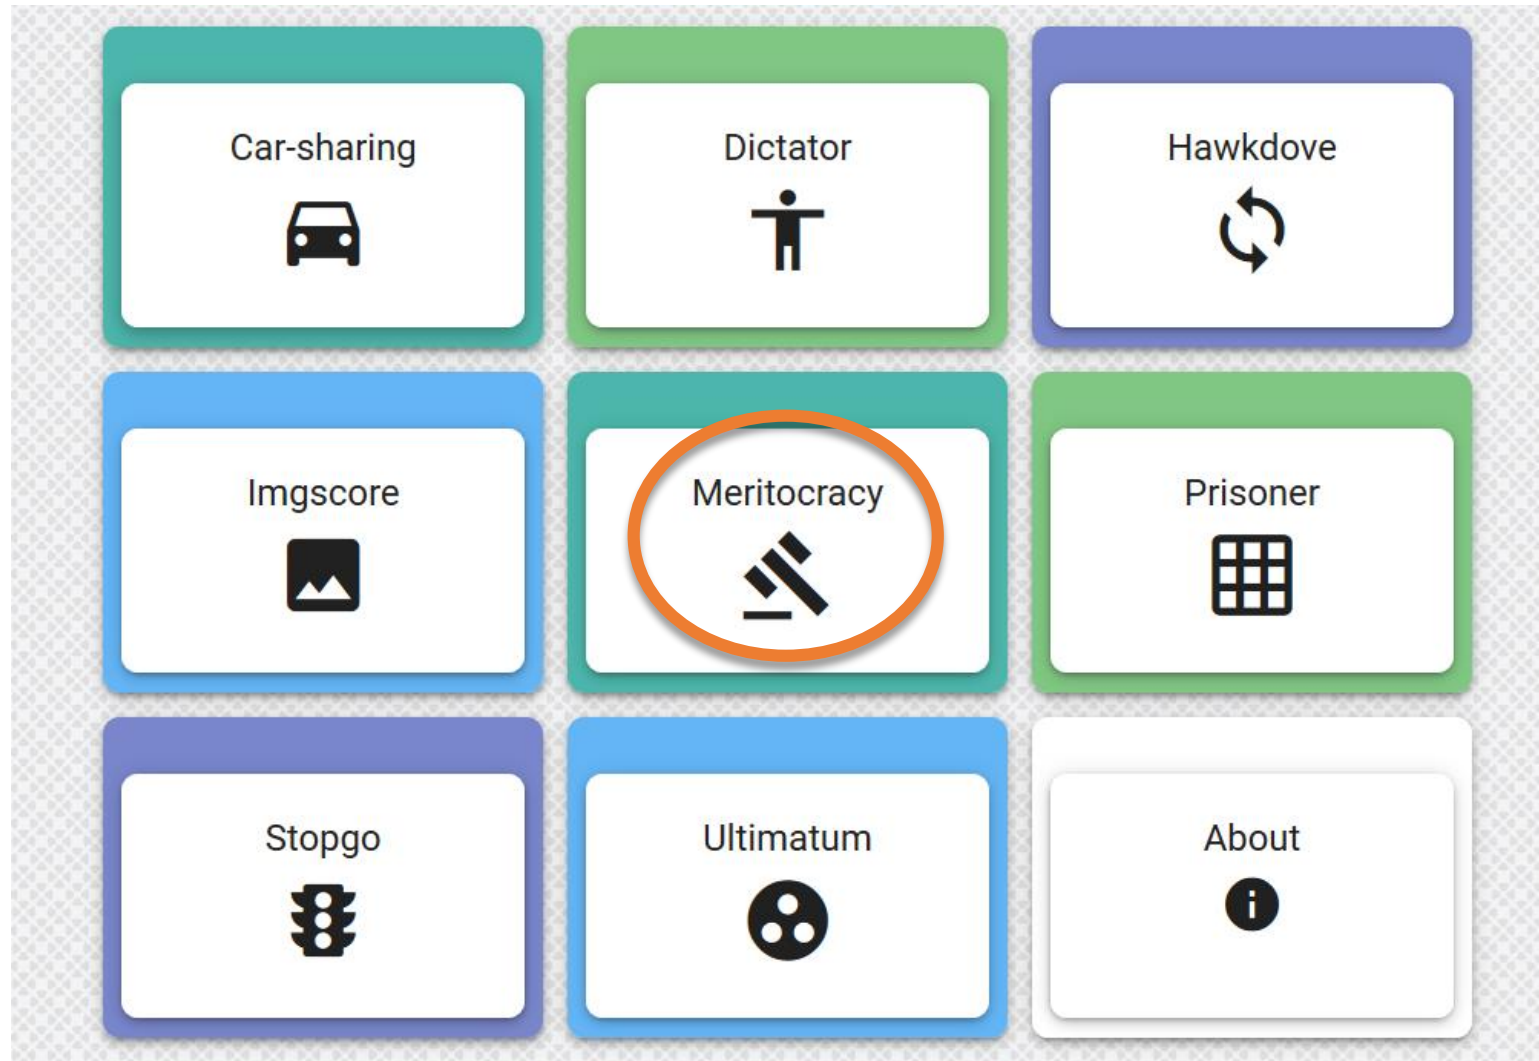 Car-sharing
Dictator
Hawkdove
Imgscore
Meritocracy
Prisoner
Stopgo
Ultimatum
About